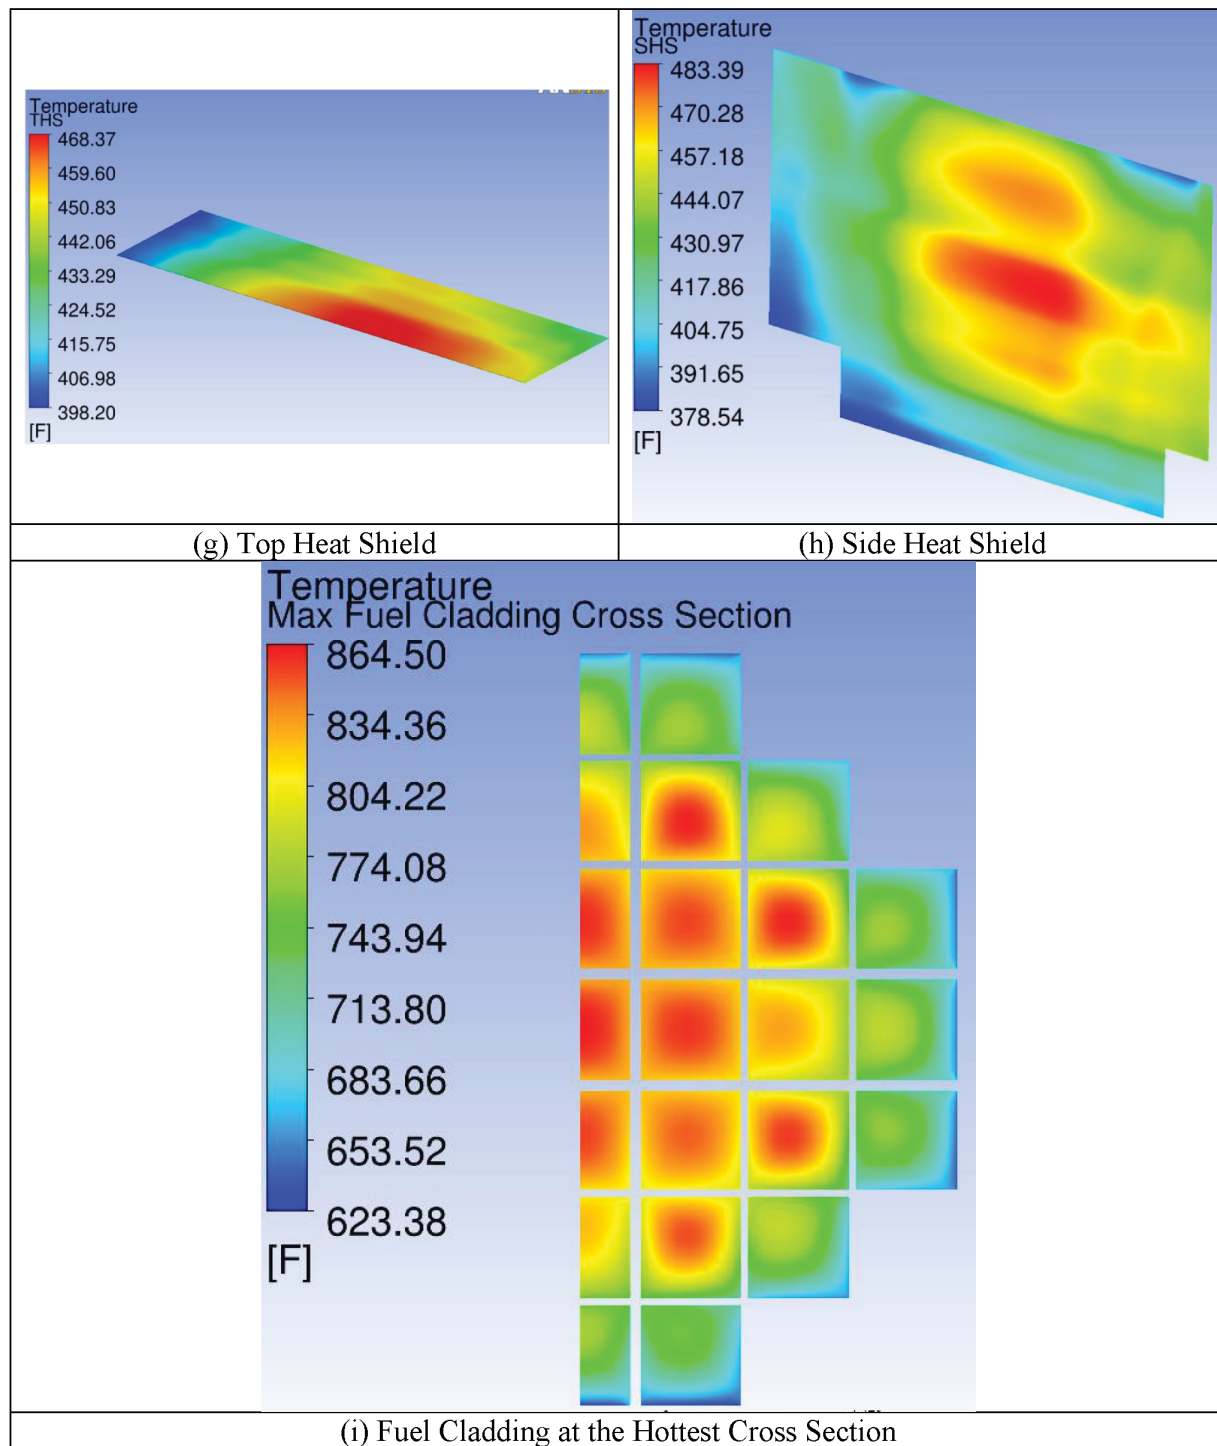 Temperature
THS
468.37
459.60
450.83
442.06
433.29
424.52
415.75
406.98
398.20
[F]
(g) Top Heat Shield
Temperature
SHS
483.39
470.28
457.18
444.07
430.97
417.86
404.75
391.65
378.54
[F]
(h) Side Heat Shield
Temperature
Max Fuel Cladding Cross Section
864.50
834.36
804.22
774.08
743.94
713.80
683.66
653.52
623.38
[F]
(i) Fuel Cladding at the Hottest Cross Section